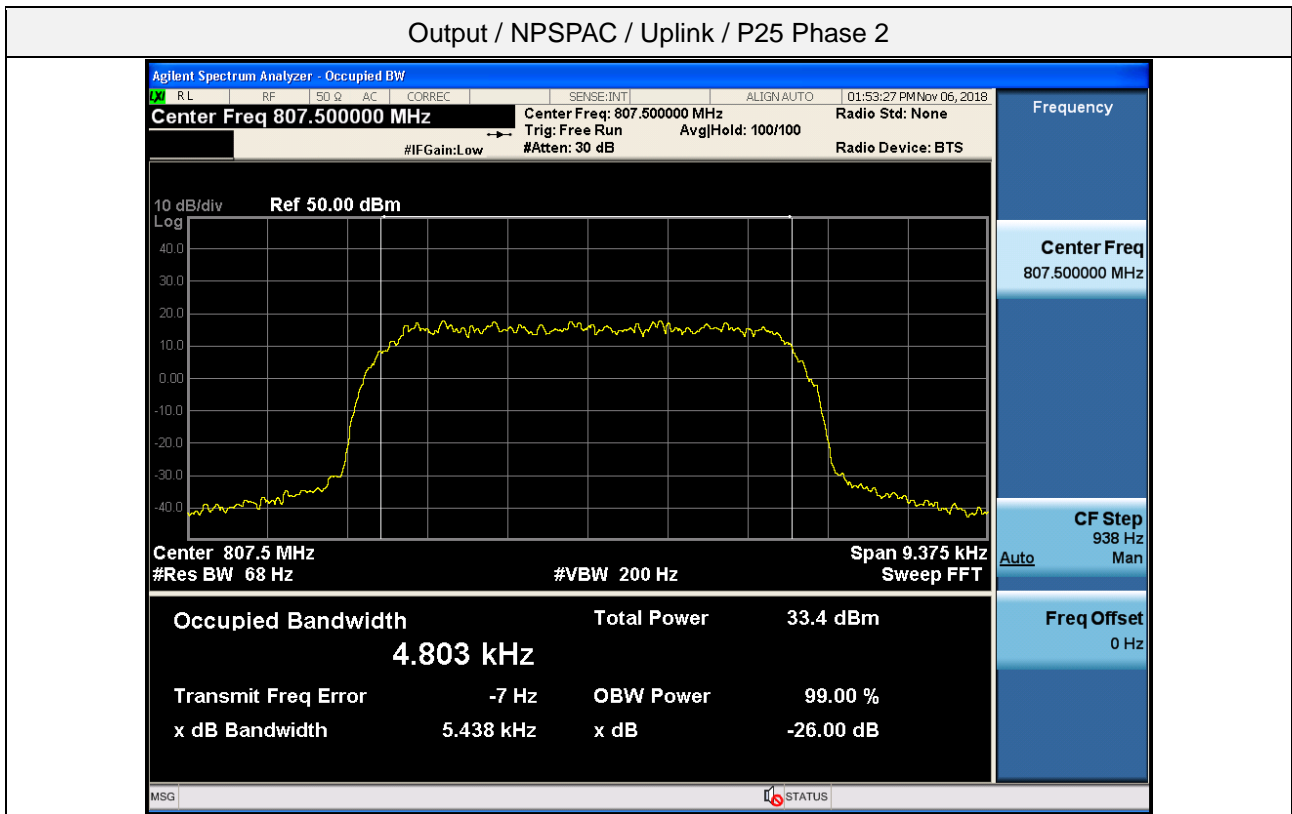 Output / NPSPAC / Uplink / P25 Phase 2
Agilent Spectrum Analyzer - Occupied BW
LXI RL RF 50 Ω AC CORREC SENSE:INT ALIGN AUTO 01:53:27 PM Nov 06, 2018
Center Freq 807.500000 MHz
Center Freq: 807.500000 MHz
Radio Std: None
Trig: Free Run
Avg|Hold: 100/100
#IFGain:Low
#Atten: 30 dB
Radio Device: BTS
10 dB/div
Ref 50.00 dBm
Log
40.0
30.0
20.0
10.0
0.00
-10.0
-20.0
-30.0
-40.0
Center 807.5 MHz
Span 9.375 kHz
#Res BW 68 Hz
#VBW 200 Hz
Sweep FFT
Occupied Bandwidth
4.803 kHz
Total Power 33.4 dBm
Transmit Freq Error -7 Hz
OBW Power 99.00 %
x dB Bandwidth 5.438 kHz
x dB -26.00 dB
Frequency
Center Freq
807.500000 MHz
CF Step
938 Hz
Auto Man
Freq Offset
0 Hz
MSG
STATUS